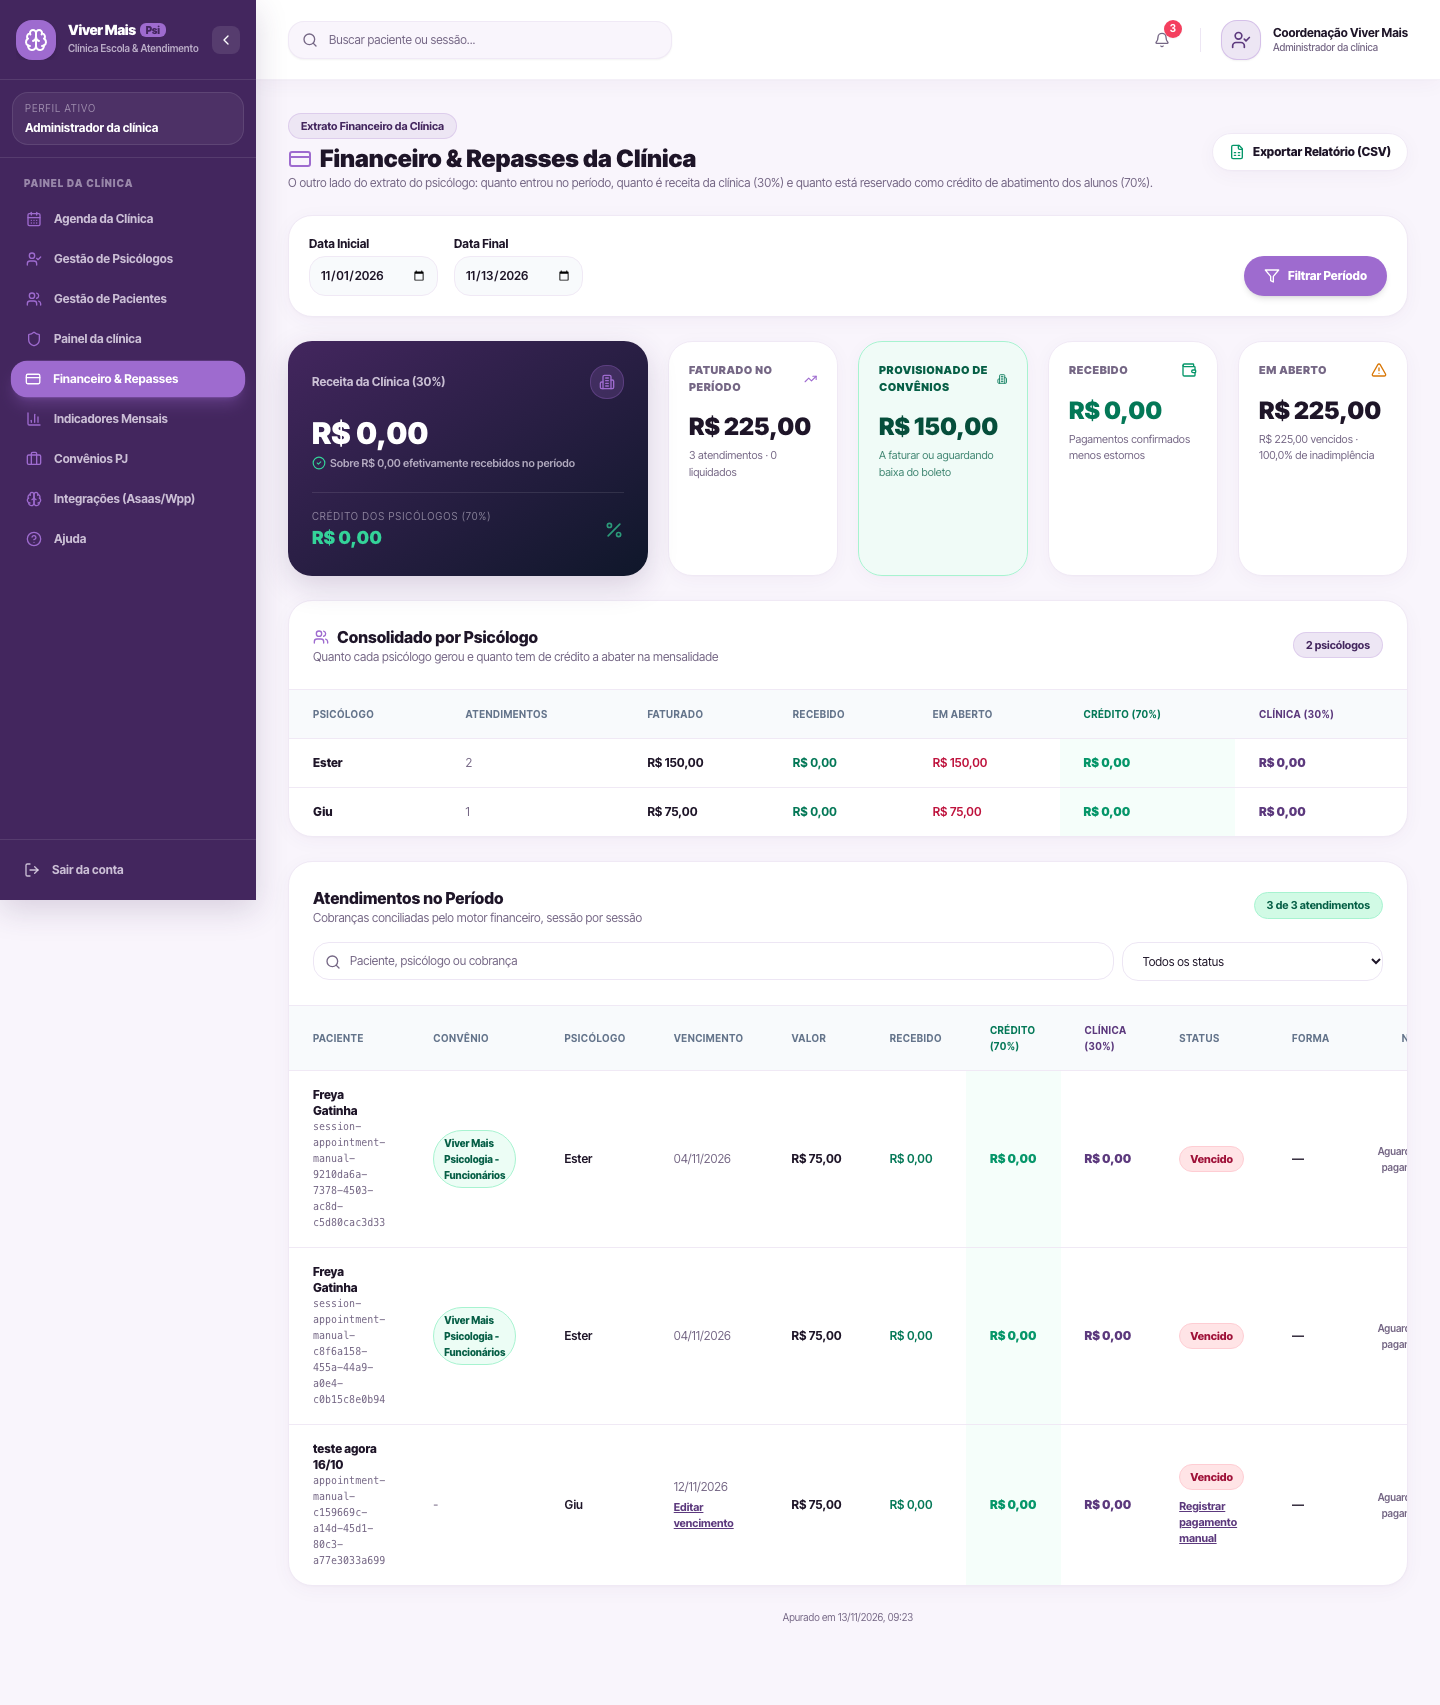 Viver Mais Psi
Clínica Escola & Atendimento
PERFIL ATIVO
Administrador da clínica
PAINEL DA CLÍNICA
Agenda da Clínica
Gestão de Psicólogos
Gestão de Pacientes
Painel da clínica
Financeiro & Repasses
Indicadores Mensais
Convênios PJ
Integrações (Asaas/Wpp)
Ajuda
Sair da conta
Buscar paciente ou sessão...
3
Coordenação Viver Mais
Administrador da clínica
Extrato Financeiro da Clínica
Financeiro & Repasses da Clínica
O outro lado do extrato do psicólogo: quanto entrou no período, quanto é receita da clínica (30%) e quanto está reservado como crédito de abatimento dos alunos (70%).
Exportar Relatório (CSV)
Data Inicial
11/01/2026
Data Final
11/13/2026
Filtrar Período
Receita da Clínica (30%)
R$ 0,00
Sobre R$ 0,00 efetivamente recebidos no período
CRÉDITO DOS PSICÓLOGOS (70%)
R$ 0,00
FATURADO NO
PERÍODO
R$ 225,00
3 atendimentos · 0
liquidados
PROVISIONADO DE
CONVÊNIOS
R$ 150,00
A faturar ou aguardando
baixa do boleto
RECEBIDO
R$ 0,00
Pagamentos confirmados
menos estornos
EM ABERTO
R$ 225,00
R$ 225,00 vencidos ·
100,0% de inadimplência
Consolidado por Psicólogo
Quanto cada psicólogo gerou e quanto tem de crédito a abater na mensalidade
2 psicólogos
PSICÓLOGO ATENDIMENTOS FATURADO RECEBIDO EM ABERTO CRÉDITO (70%) CLÍNICA (30%)
Ester 2 R$ 150,00 R$ 0,00 R$ 150,00 R$ 0,00 R$ 0,00
Giu 1 R$ 75,00 R$ 0,00 R$ 75,00 R$ 0,00 R$ 0,00
Atendimentos no Período
Cobranças conciliadas pelo motor financeiro, sessão por sessão
3 de 3 atendimentos
Paciente, psicólogo ou cobrança
Todos os status
PACIENTE CONVÊNIO PSICÓLOGO VENCIMENTO VALOR RECEBIDO CRÉDITO (70%) CLÍNICA (30%) STATUS FORMA N
Freya
Gatinha
session-
appointment-
manual-
9210da6a-
7378-4503-
ac8d-
c5d80cac3d33
Viver Mais
Psicologia -
Funcionários
Ester 04/11/2026 R$ 75,00 R$ 0,00 R$ 0,00 R$ 0,00 Vencido —
Aguard
pagar
Freya
Gatinha
session-
appointment-
manual-
c8f6a158-
455a-44a9-
a0e4-
c0b15c8e0b94
Viver Mais
Psicologia -
Funcionários
Ester 04/11/2026 R$ 75,00 R$ 0,00 R$ 0,00 R$ 0,00 Vencido —
Aguard
pagar
teste agora
16/10
appointment-
manual-
c159669c-
a14d-45d1-
80c3-
a77e3033a699
-
Giu
12/11/2026
Editar
vencimento
R$ 75,00 R$ 0,00 R$ 0,00 R$ 0,00
Vencido
Registrar
pagamento
manual
—
Aguard
pagar
Apurado em 13/11/2026, 09:23